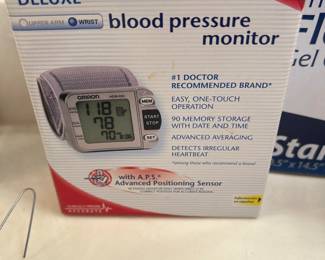 DELUXE
UPPER ARM WRIST
blood pressure
monitor
#1 DOCTOR
RECOMMENDED BRAND*
EASY, ONE-TOUCH
OPERATION
90 MEMORY STORAGE
WITH DATE AND TIME
ADVANCED AVERAGING
DETECTS IRREGULAR
HEARTBEAT
OMRON
MEM
START
STOP
SET
118
78
70
with A.P.S.®
Advanced Positioning Sensor
ACCURATE
Gel
Star